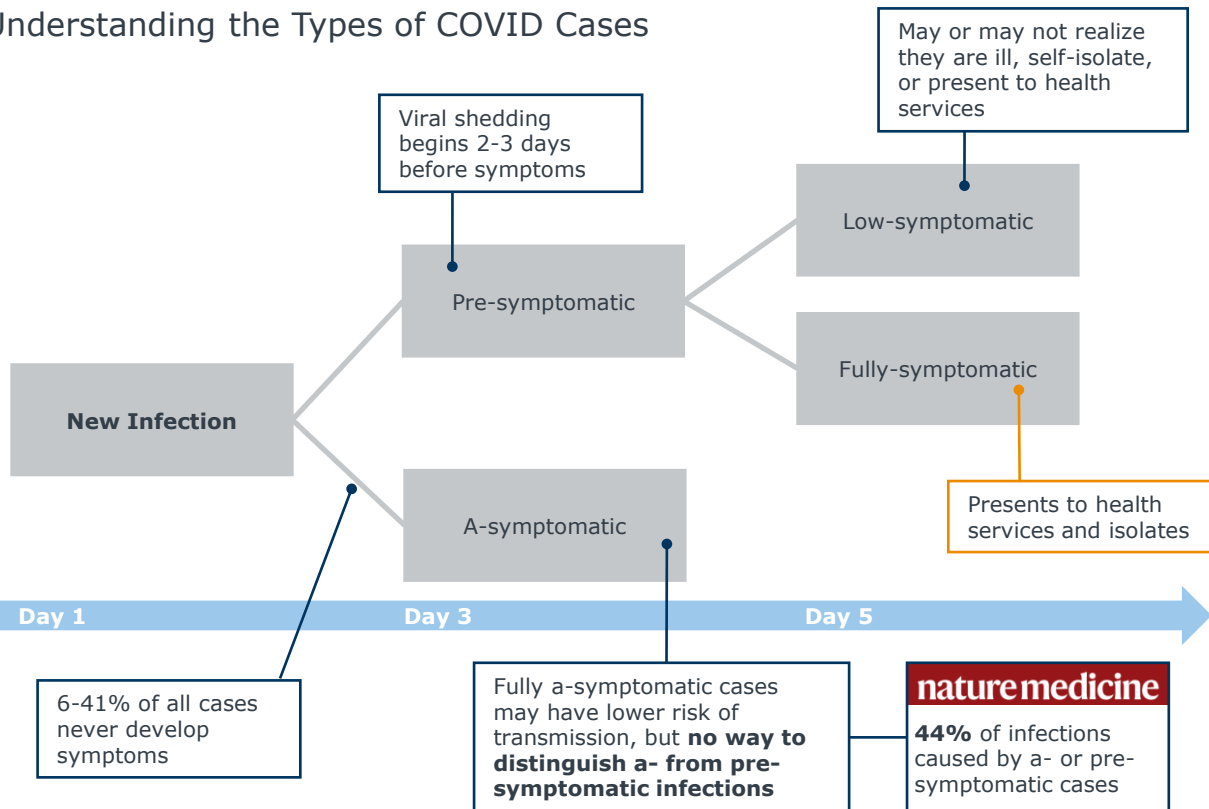 Understanding the Types of COVID Cases
May or may not realize
they are ill, self-isolate,
or present to health
services
Viral shedding
begins 2-3 days
before symptoms
Low-symptomatic
Pre-symptomatic
Fully-symptomatic
New Infection
Presents to health
services and isolates
A-symptomatic
Day 1
Day 3
Day 5
6-41% of all cases
never develop
symptoms
Fully a-symptomatic cases
may have lower risk of
transmission, but no way to
distinguish a- from pre-
symptomatic infections
nature medicine
44% of infections
caused by a- or pre-
symptomatic cases